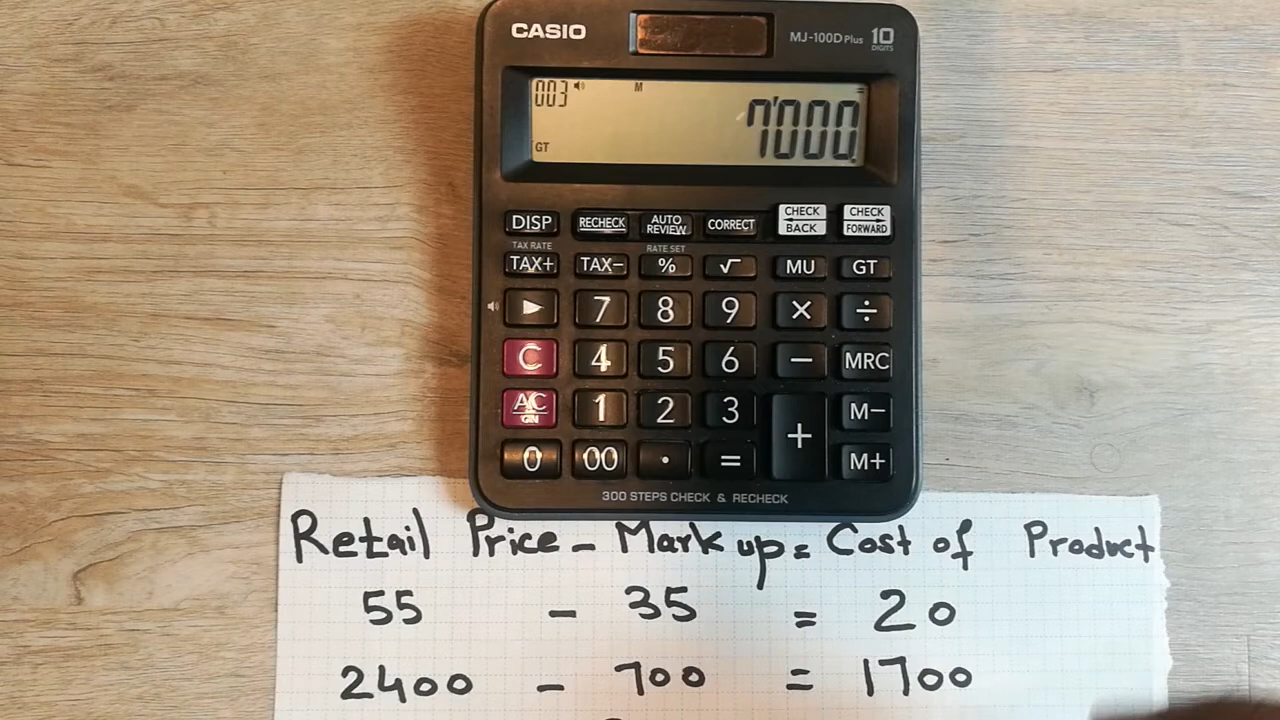 CASIO MJ-100D Plus 10 DIGITS
003 M =
7'000.
GT
DISP RECHECK AUTO REVIEW CORRECT CHECK BACK CHECK FORWARD
TAX RATE RATE SET
TAX+ TAX− % √ MU GT
▶ 7 8 9 × ÷
C 4 5 6 − MRC
AC 1 2 3 + M−
0 00 · = M+
300 STEPS CHECK & RECHECK
Retail Price - Mark up = Cost of Product
55 - 35 = 20
2400 - 700 = 1700